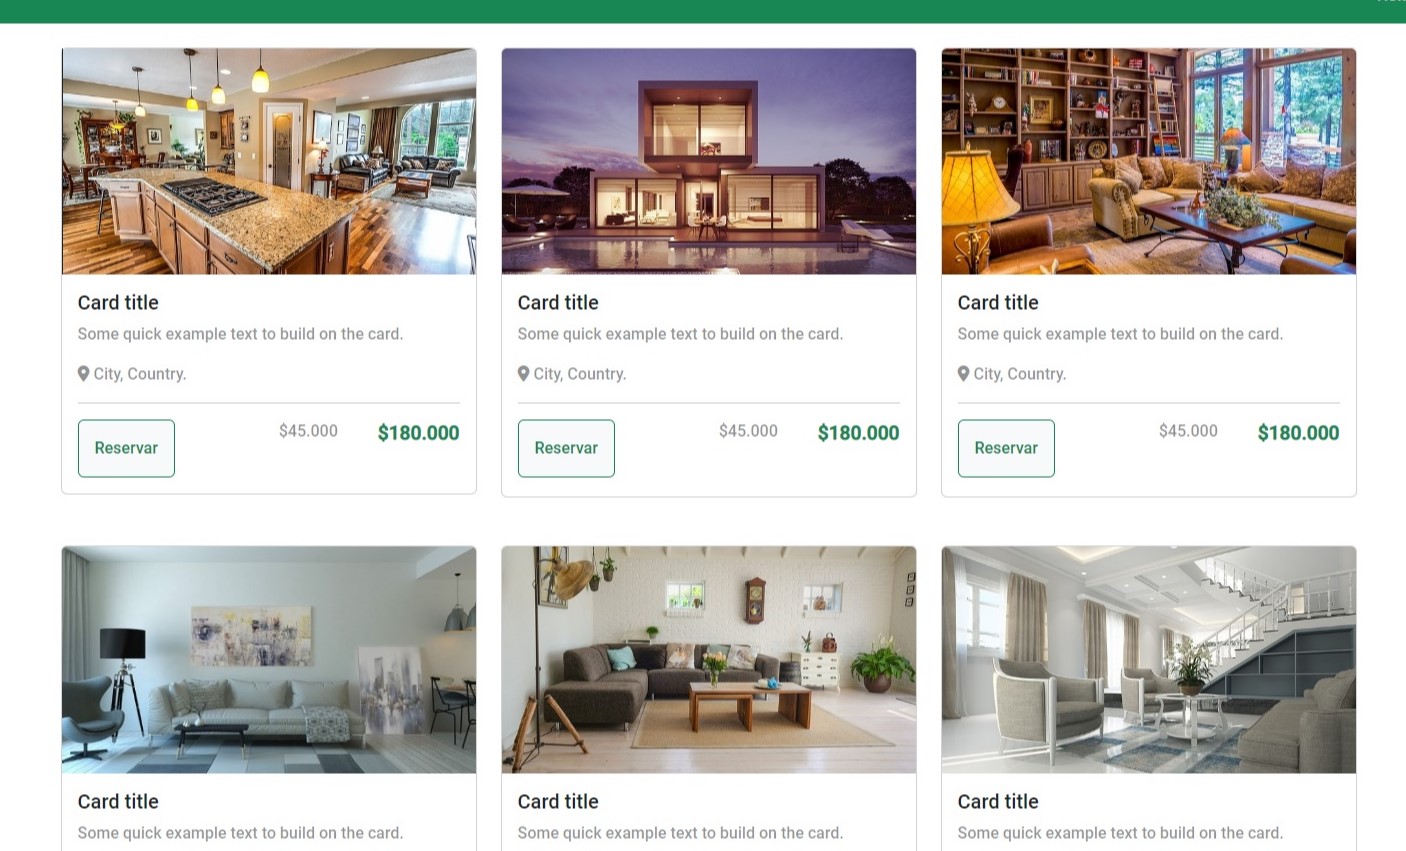 Card title
Some quick example text to build on the card.
City, Country.
Reservar $45.000 $180.000
Card title
Some quick example text to build on the card.
City, Country.
Reservar $45.000 $180.000
Card title
Some quick example text to build on the card.
City, Country.
Reservar $45.000 $180.000
Card title
Some quick example text to build on the card.
Card title
Some quick example text to build on the card.
Card title
Some quick example text to build on the card.